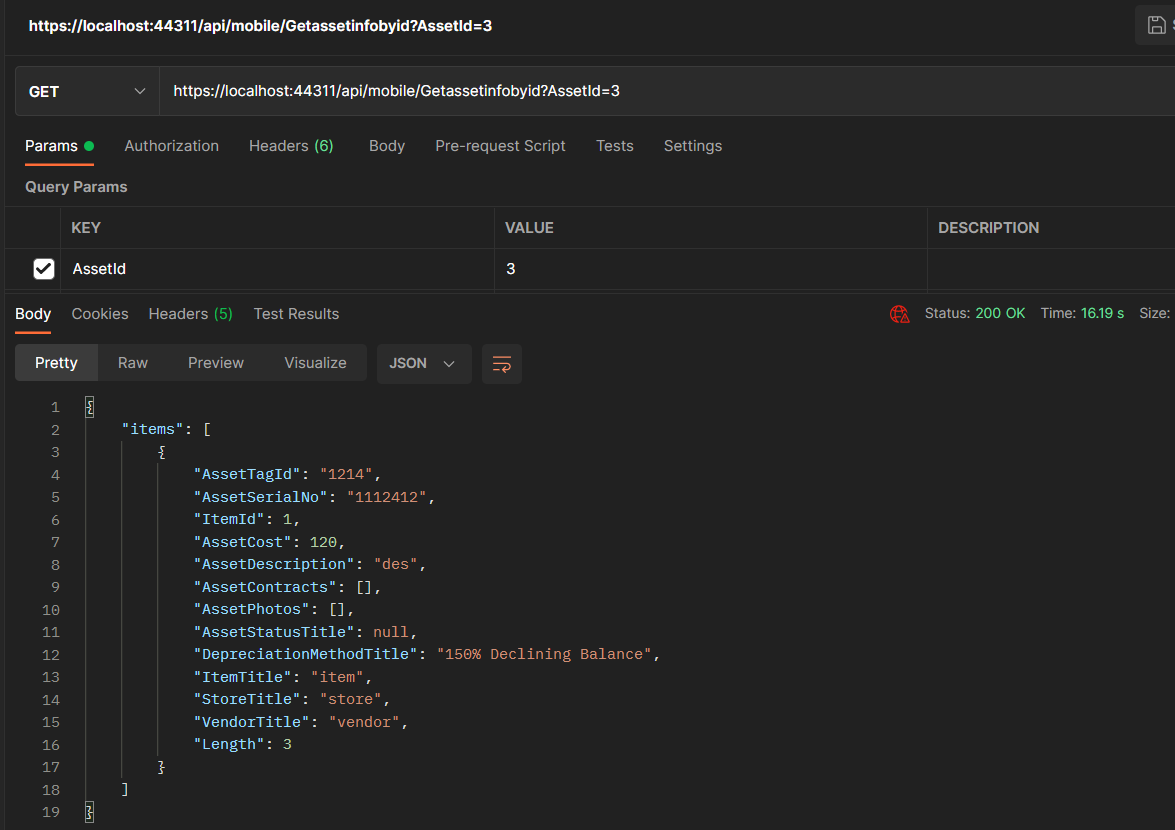 https://localhost:44311/api/mobile/Getassetinfobyid?AssetId=3
GET https://localhost:44311/api/mobile/Getassetinfobyid?AssetId=3
Params Authorization Headers (6) Body Pre-request Script Tests Settings
Query Params
KEY VALUE DESCRIPTION
AssetId 3
Body Cookies Headers (5) Test Results Status: 200 OK Time: 16.19 s Size:
Pretty Raw Preview Visualize JSON
1 {
2 "items": [
3 {
4 "AssetTagId": "1214",
5 "AssetSerialNo": "1112412",
6 "ItemId": 1,
7 "AssetCost": 120,
8 "AssetDescription": "des",
9 "AssetContracts": [],
10 "AssetPhotos": [],
11 "AssetStatusTitle": null,
12 "DepreciationMethodTitle": "150% Declining Balance",
13 "ItemTitle": "item",
14 "StoreTitle": "store",
15 "VendorTitle": "vendor",
16 "Length": 3
17 }
18 ]
19 }